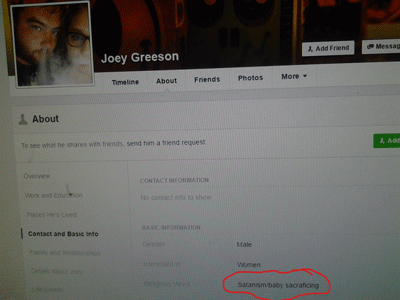 Joey Greeson
Add Friend
Message
Timeline About Friends Photos More
About
To see what he shares with friends, send him a friend request
Add
Overview
CONTACT INFORMATION
Work and Education
No contact info to show
Places He's Lived
Contact and Basic Info
BASIC INFORMATION
Gender Male
Family and Relationships
Interested In Women
Details About Joey
Religious Views Satanism/baby sacraficing
Life Events